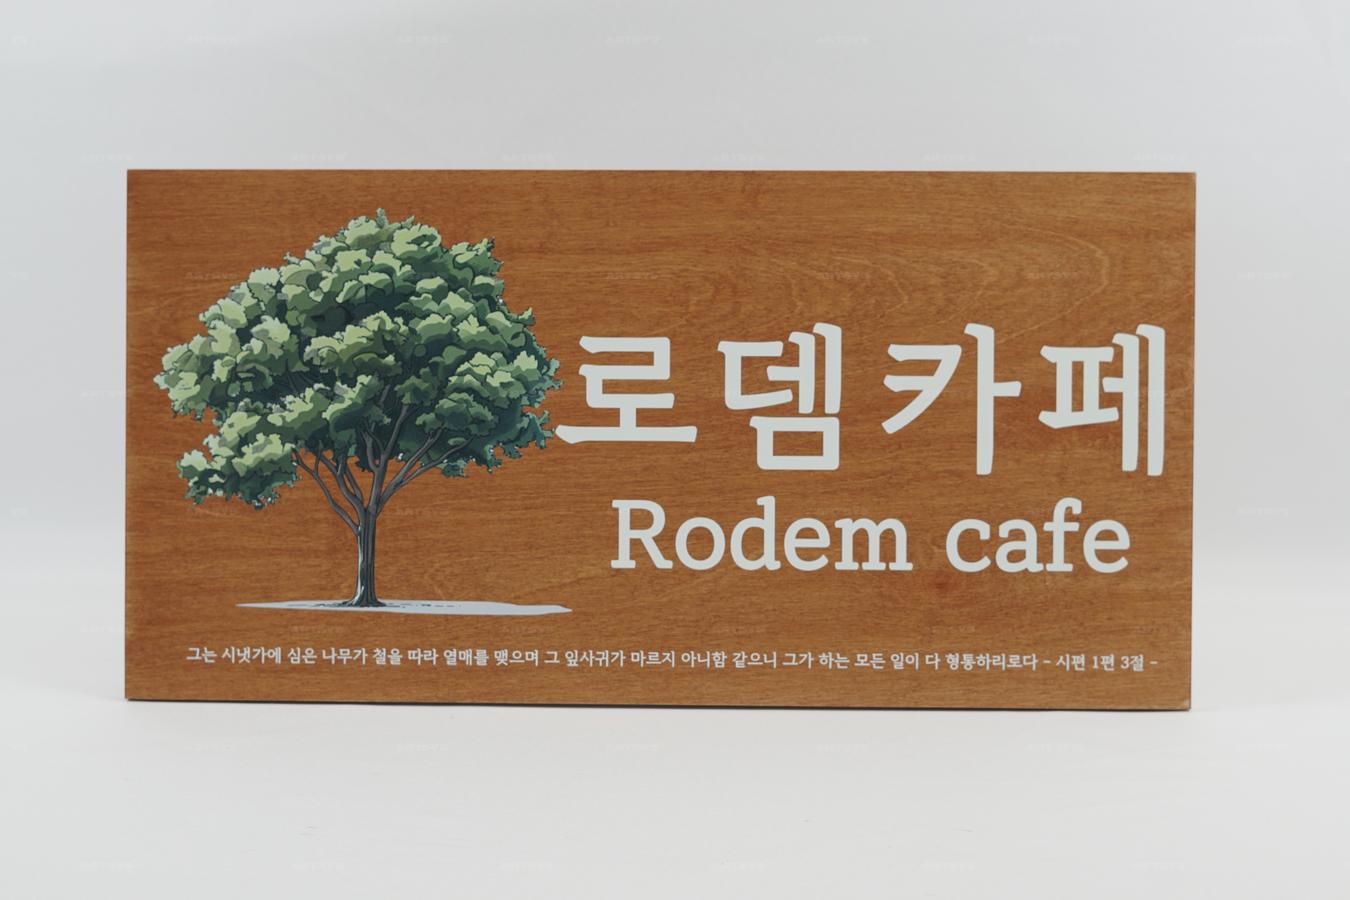 로뎀카페
Rodem cafe
그는 시냇가에 심은 나무가 철을 따라 열매를 맺으며 그 잎사귀가 마르지 아니함 같으니 그가 하는 모든 일이 다 형통하리로다 - 시편 1편 3절 -